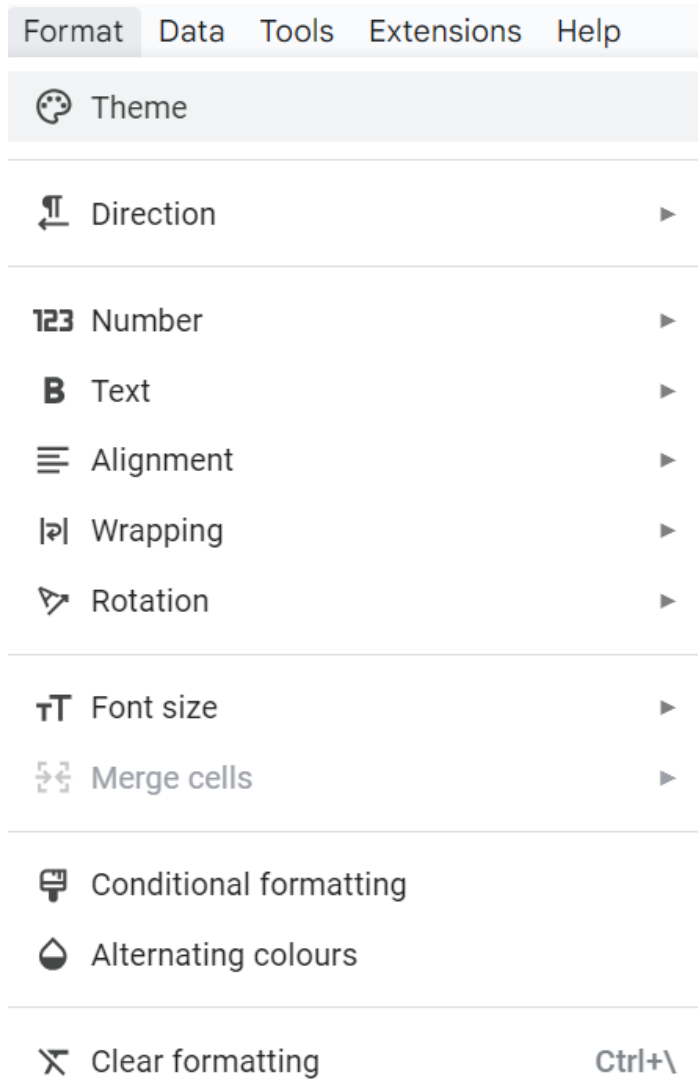 Format Data Tools Extensions Help
Theme
Direction
123 Number
B Text
Alignment
Wrapping
Rotation
Font size
Merge cells
Conditional formatting
Alternating colours
Clear formatting Ctrl+\